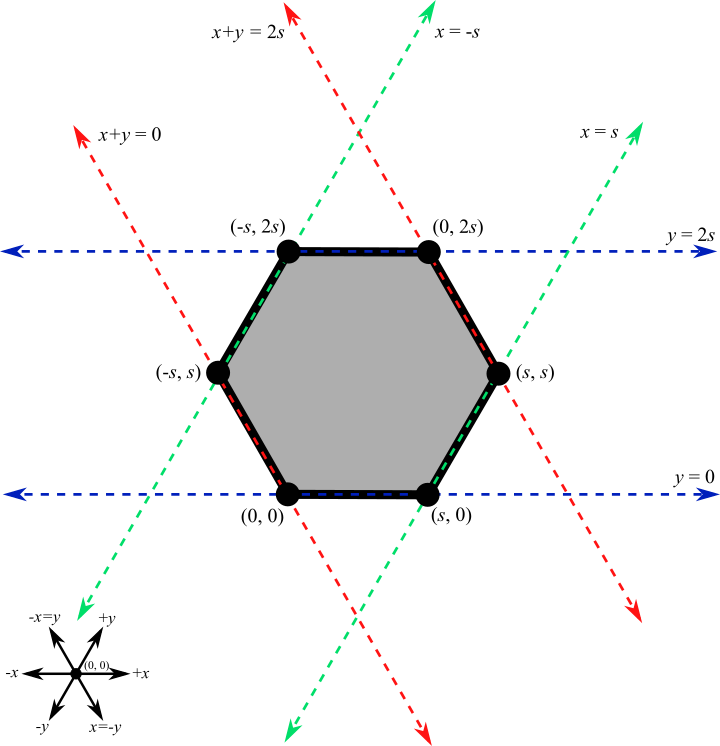 x+y = 2s
x = -s
x+y = 0
x = s
(-s, 2s)
(0, 2s)
y = 2s
(-s, s)
(s, s)
y = 0
(0, 0)
(s, 0)
-x=y
+y
(0, 0)
-x
+x
-y
x=-y